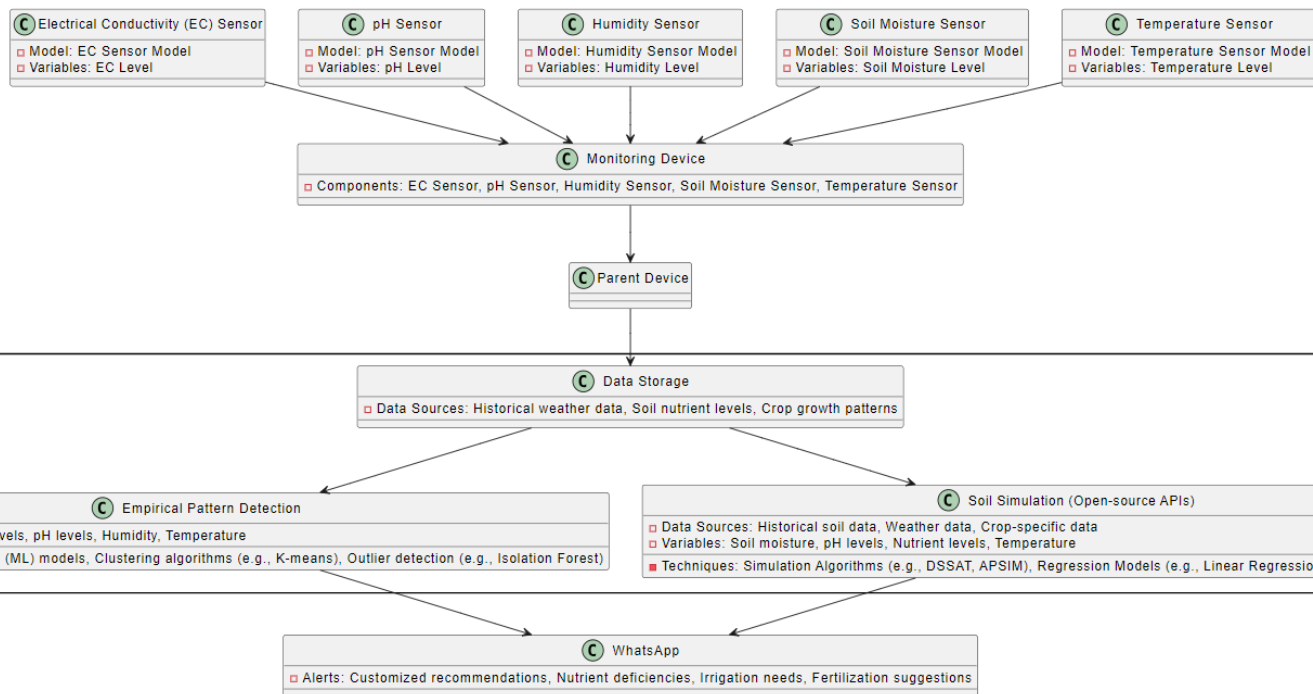 C Electrical Conductivity (EC) Sensor
Model: EC Sensor Model
Variables: EC Level
C pH Sensor
Model: pH Sensor Model
Variables: pH Level
C Humidity Sensor
Model: Humidity Sensor Model
Variables: Humidity Level
C Soil Moisture Sensor
Model: Soil Moisture Sensor Model
Variables: Soil Moisture Level
C Temperature Sensor
Model: Temperature Sensor Model
Variables: Temperature Level
C Monitoring Device
Components: EC Sensor, pH Sensor, Humidity Sensor, Soil Moisture Sensor, Temperature Sensor
C Parent Device
C Data Storage
Data Sources: Historical weather data, Soil nutrient levels, Crop growth patterns
C Empirical Pattern Detection
pH levels, Humidity, Temperature
(ML) models, Clustering algorithms (e.g., K-means), Outlier detection (e.g., Isolation Forest)
C Soil Simulation (Open-source APIs)
Data Sources: Historical soil data, Weather data, Crop-specific data
Variables: Soil moisture, pH levels, Nutrient levels, Temperature
Techniques: Simulation Algorithms (e.g., DSSAT, APSIM), Regression Models (e.g., Linear
C WhatsApp
Alerts: Customized recommendations, Nutrient deficiencies, Irrigation needs, Fertilization suggestions